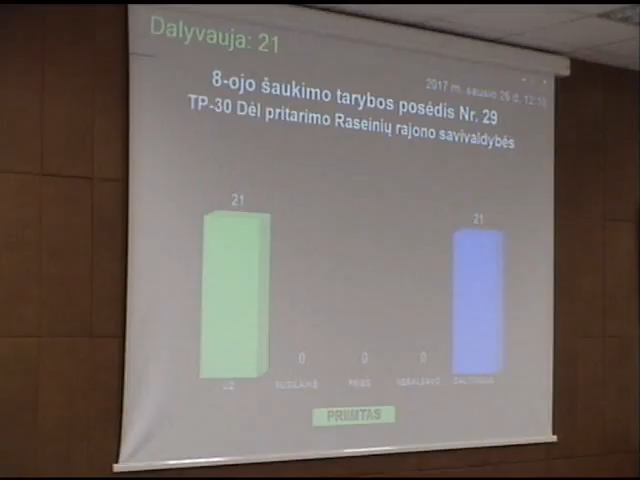 Dalyvauja: 21
2017 m. sausio 26 d. 12:10
8-ojo šaukimo tarybos posėdis Nr. 29
TP-30 Dėl pritarimo Raseinių rajono savivaldybės
21
21
0
0
0
UŽ
SUSILAIKĖ
PRIEŠ
NEBALSAVO
DALYVAUJA
PRIIMTAS